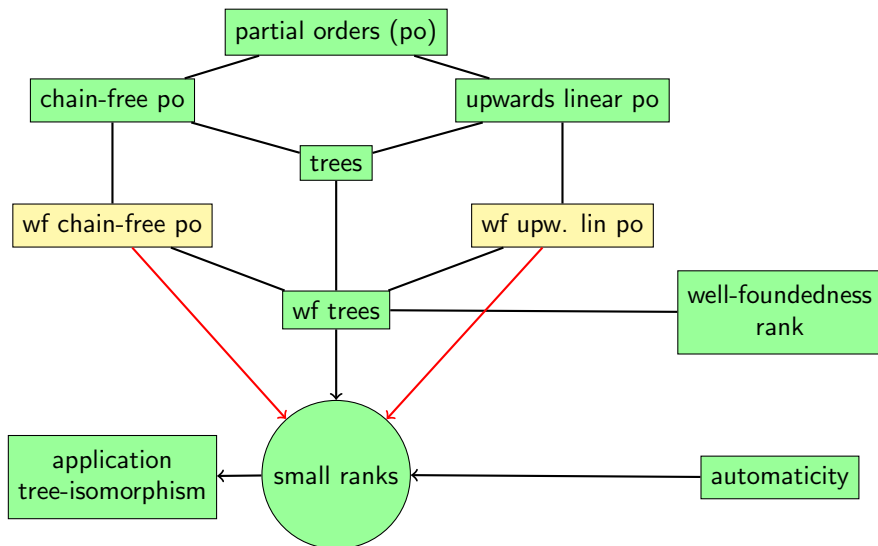 partial orders (po)
chain-free po
upwards linear po
trees
wf chain-free po
wf upw. lin po
wf trees
well-foundedness
rank
application
tree-isomorphism
small ranks
automaticity